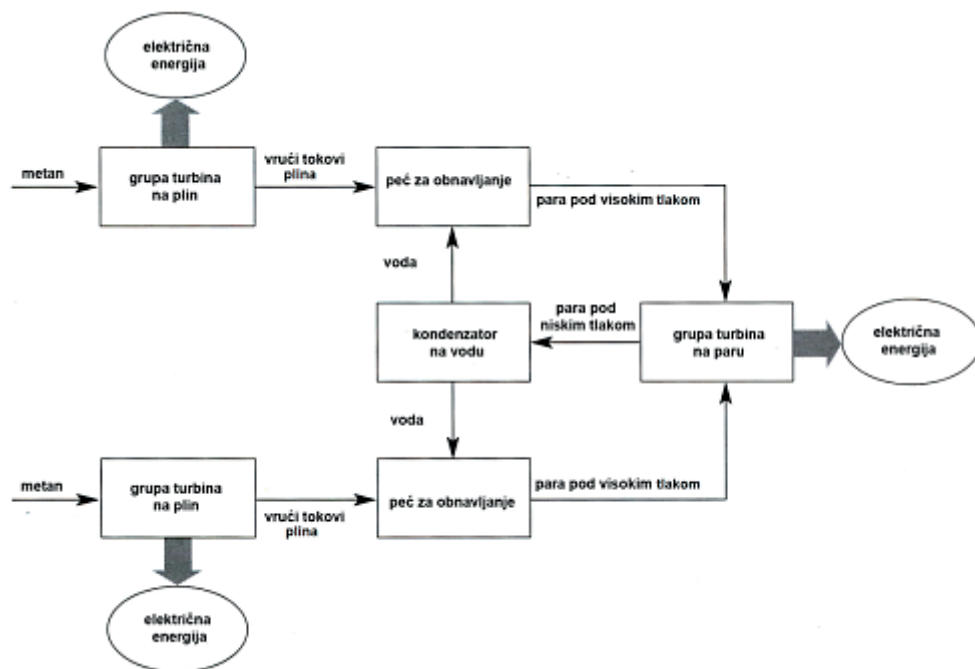 električna
energija
metan
grupa turbina
na plin
vrući tokovi
plina
peć za obnavljanje
para pod visokim tlakom
voda
kondenzator
na vodu
para pod
niskim tlakom
grupa turbina
na paru
električna
energija
voda
metan
grupa turbina
na plin
vrući tokovi
plina
peć za obnavljanje
para pod visokim tlakom
električna
energija